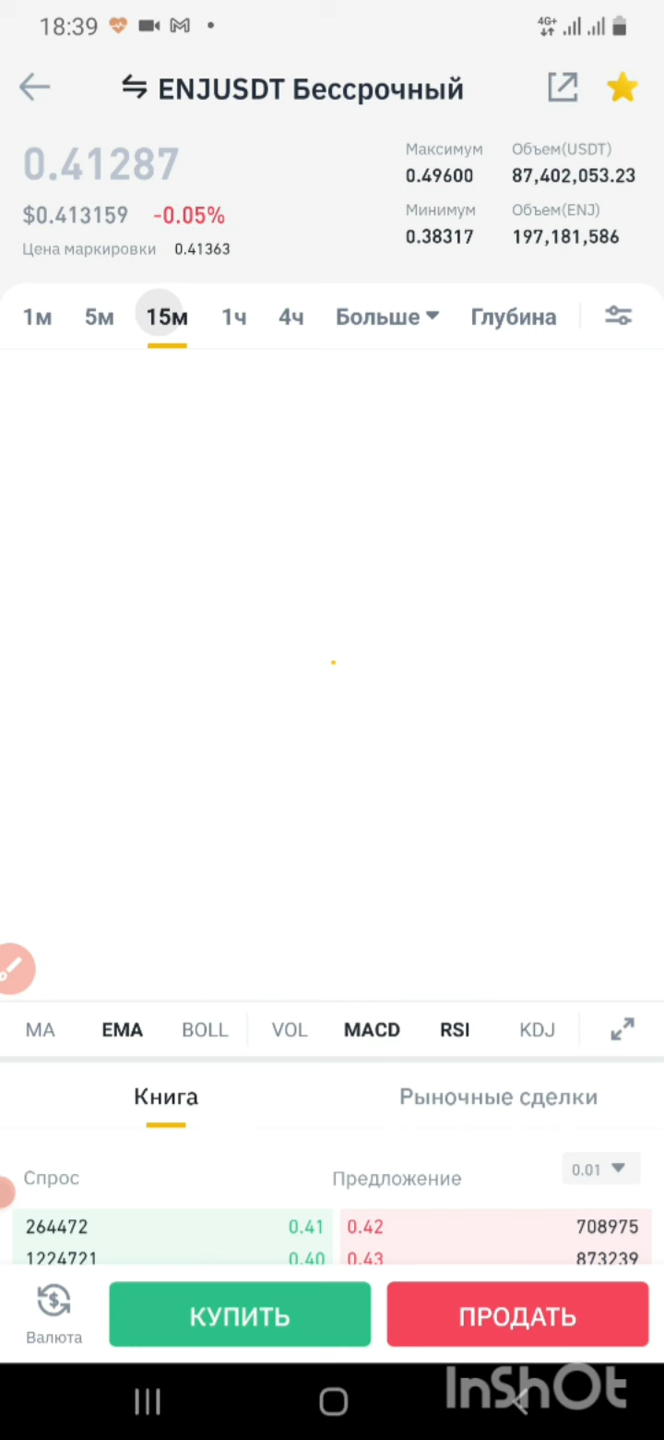 18:39 4G+
ENJUSDT Бессрочный
0.41287
$0.413159 -0.05%
Цена маркировки 0.41363
Максимум Объем(USDT)
0.49600 87,402,053.23
Минимум Объем(ENJ)
0.38317 197,181,586
1м 5м 15м 1ч 4ч Больше Глубина
MA EMA BOLL VOL MACD RSI KDJ
Книга Рыночные сделки
Спрос Предложение 0.01
264472 0.41 0.42 708975
1224721 0.40 0.43 873239
Валюта КУПИТЬ ПРОДАТЬ
InShOt